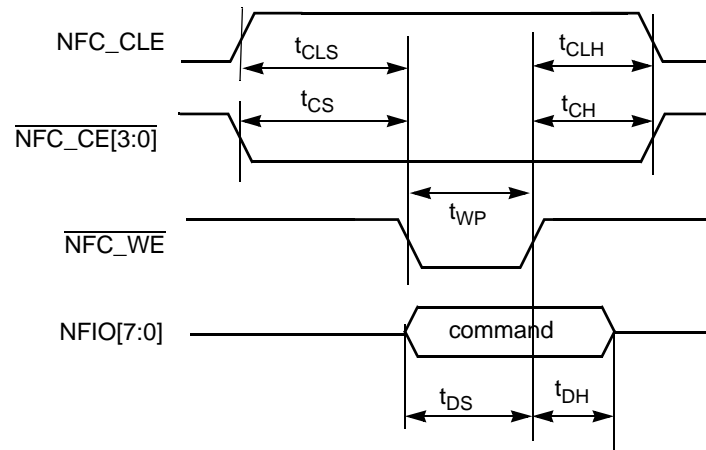 NFC_CLE
tCLS
tCLH
tCS
tCH
NFC_CE[3:0]
tWP
NFC_WE
NFIO[7:0]
command
tDS
tDH